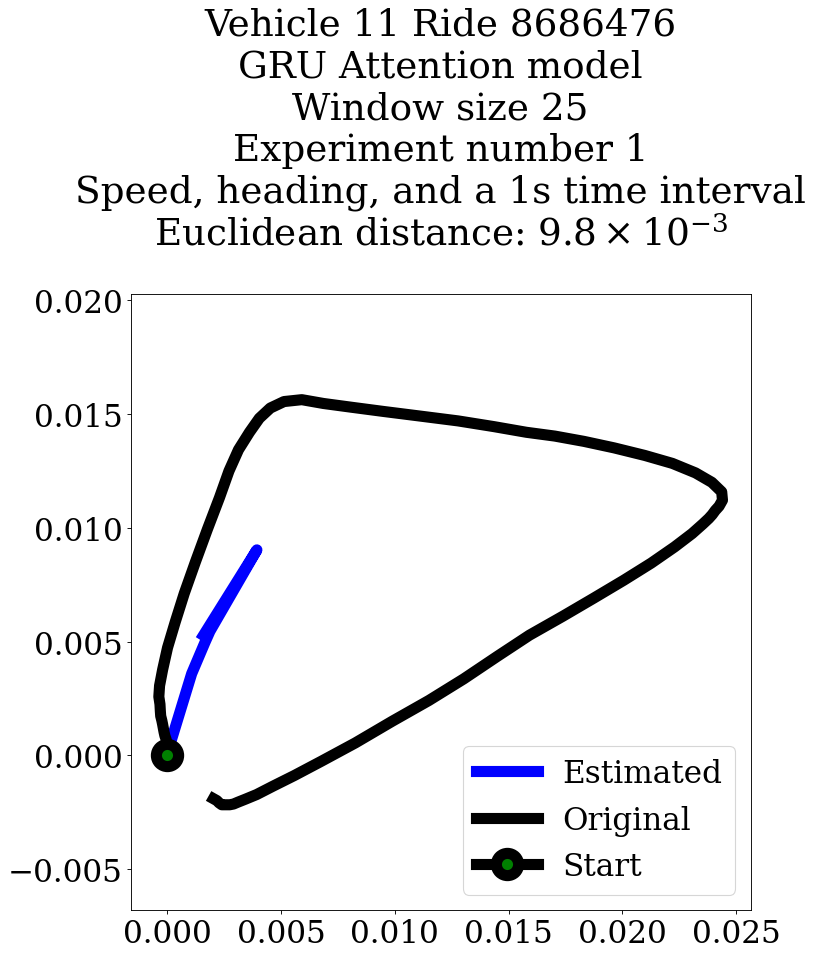 Vehicle 11 Ride 8686476
GRU Attention model
Window size 25
Experiment number 1
Speed, heading, and a 1s time interval
Euclidean distance: 9.8 × 10⁻³
0.020
0.015
0.010
0.005
0.000
−0.005
0.000 0.005 0.010 0.015 0.020 0.025
Estimated
Original
Start